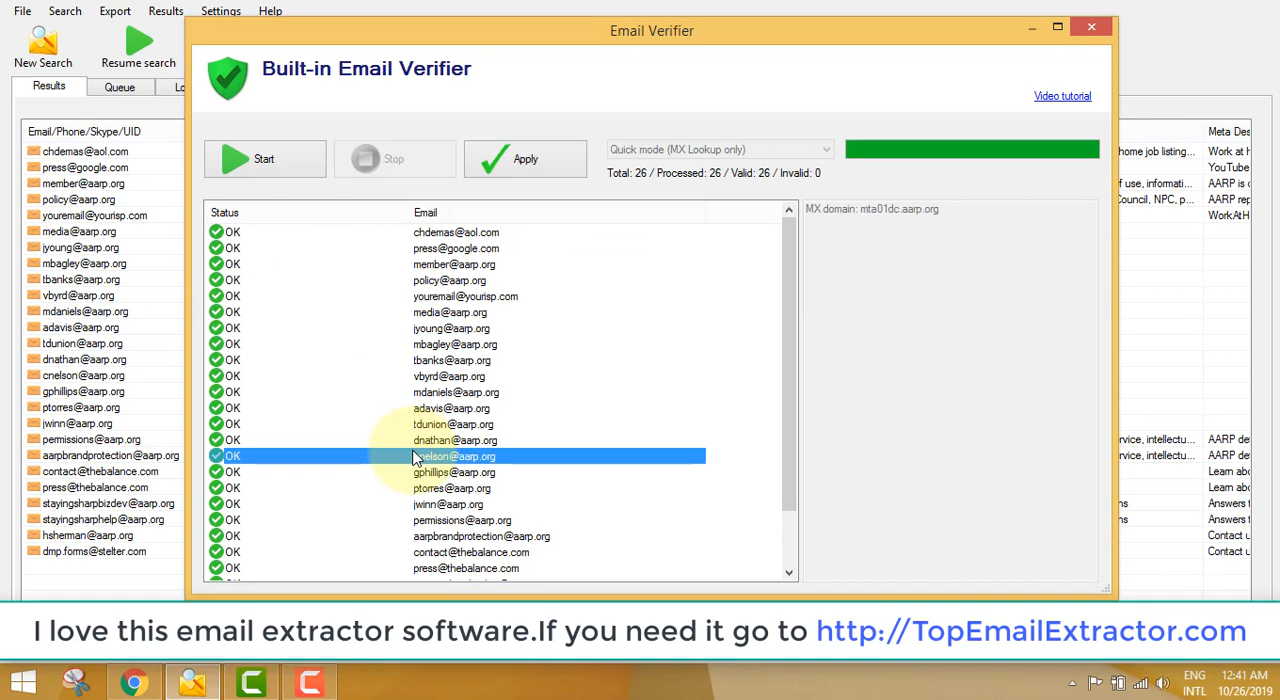 File Search Export Results Settings Help
New Search
Resume search
Results
Queue
Lo
Email/Phone/Skype/UID
chdemas@aol.com
press@google.com
member@aarp.org
policy@aarp.org
youremail@yourisp.com
media@aarp.org
jyoung@aarp.org
mbagley@aarp.org
tbanks@aarp.org
vbyrd@aarp.org
mdaniels@aarp.org
adavis@aarp.org
tdunion@aarp.org
dnathan@aarp.org
cnelson@aarp.org
gphillips@aarp.org
ptorres@aarp.org
jwinn@aarp.org
permissions@aarp.org
aarpbrandprotection@aarp.org
contact@thebalance.com
press@thebalance.com
stayingsharpbizdev@aarp.org
stayingsharphelp@aarp.org
hsherman@aarp.org
dmp.forms@stelter.com
Email Verifier
Built-in Email Verifier
Video tutorial
Start
Stop
Apply
Quick mode (MX Lookup only)
Total: 26 / Processed: 26 / Valid: 26 / Invalid: 0
Status Email
OK chdemas@aol.com
OK press@google.com
OK member@aarp.org
OK policy@aarp.org
OK youremail@yourisp.com
OK media@aarp.org
OK jyoung@aarp.org
OK mbagley@aarp.org
OK tbanks@aarp.org
OK vbyrd@aarp.org
OK mdaniels@aarp.org
OK adavis@aarp.org
OK tdunion@aarp.org
OK dnathan@aarp.org
OK cnelson@aarp.org
OK gphillips@aarp.org
OK ptorres@aarp.org
OK jwinn@aarp.org
OK permissions@aarp.org
OK aarpbrandprotection@aarp.org
OK contact@thebalance.com
OK press@thebalance.com
MX domain: mta01dc.aarp.org
Meta Des
home job listing... Work at h
YouTube
of use, informati... AARP is c
Council, NPC, p... AARP rep
WorkAtH
rvice, intellectu... AARP de
Learn abo
Learn abo
ns Answers f
ns Answers f
Contact u
Contact u
I love this email extractor software.If you need it go to http://TopEmailExtractor.com
ENG 12:41 AM
INTL 10/26/2019